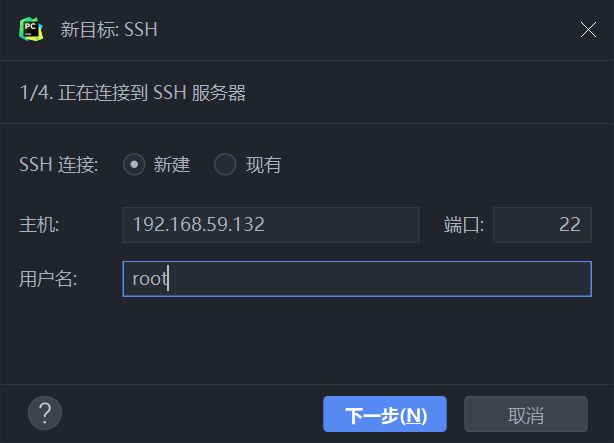 新目标: SSH
1/4. 正在连接到 SSH 服务器
SSH 连接: 新建 现有
主机: 192.168.59.132 端口: 22
用户名: root
? 下一步(N) 取消